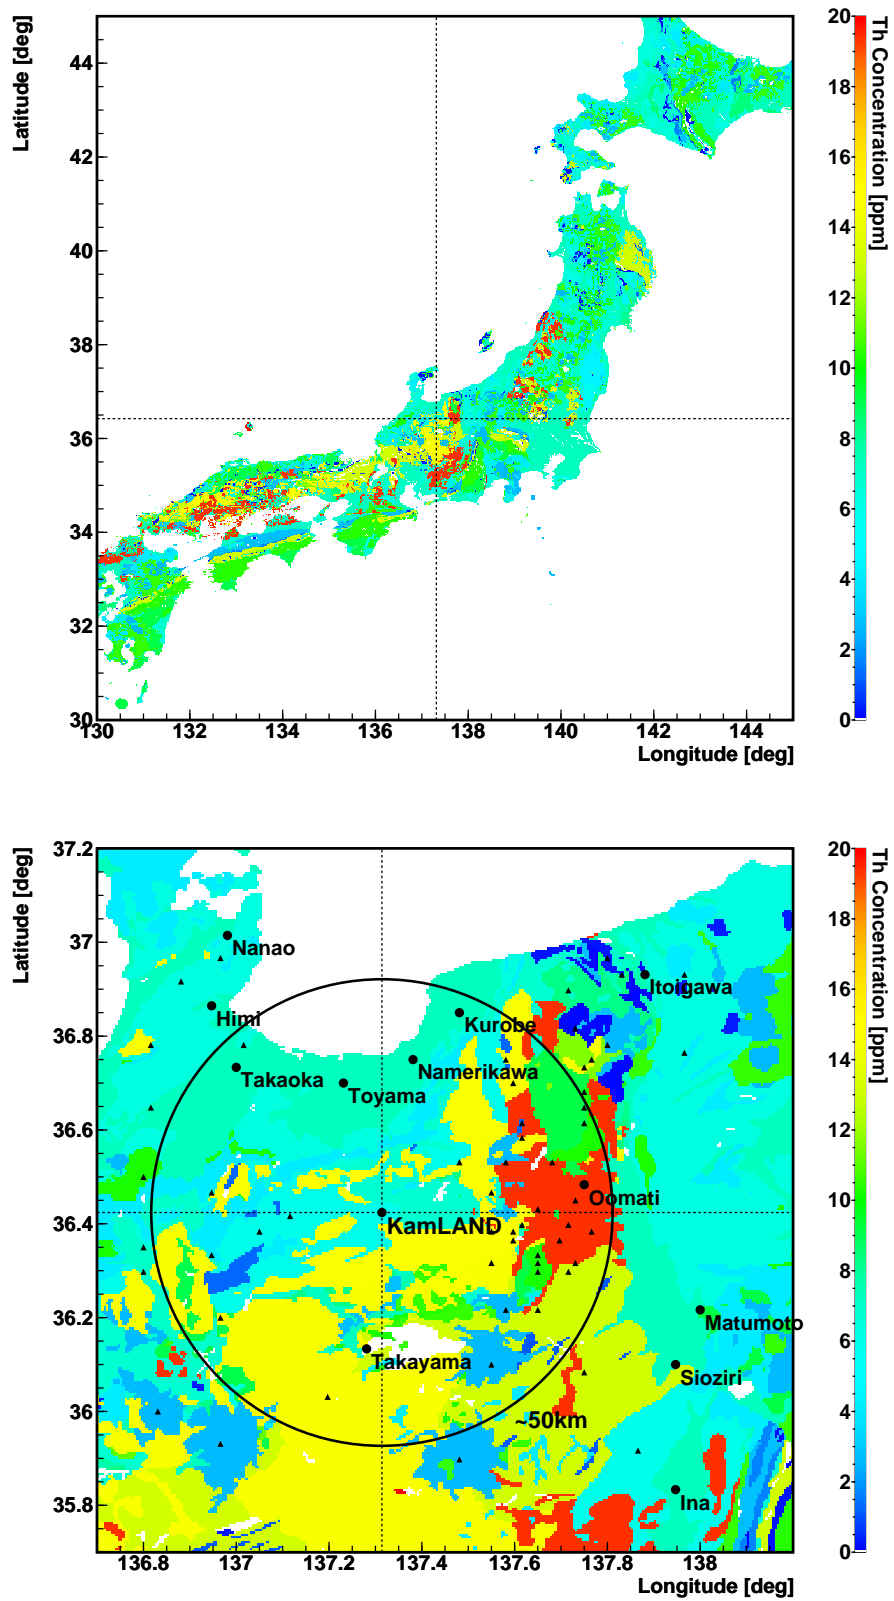 Latitude [deg]
44
42
40
38
36
34
32
30
130
132
134
136
138
140
142
144
Longitude [deg]
20
18
16
14
12
10
8
6
4
2
0
Th Concentration [ppm]
Latitude [deg]
37.2
37
36.8
36.6
36.4
36.2
36
35.8
Nanao
Itoigawa
Himi
Kurobe
Takaoka
Namerikawa
Toyama
Oomati
KamLAND
Matumoto
Takayama
Sioziri
~50km
Ina
136.8
137
137.2
137.4
137.6
137.8
138
Longitude [deg]
20
18
16
14
12
10
8
6
4
2
0
Th Concentration [ppm]